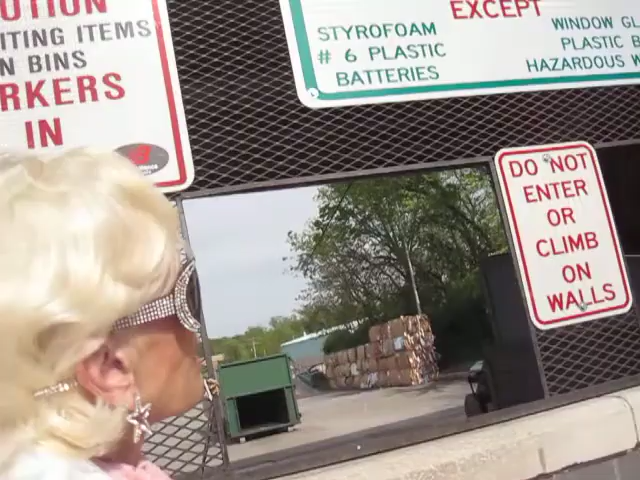 ITING ITEMS
N BINS
RKERS
IN
EXCEPT
STYROFOAM
# 6 PLASTIC
BATTERIES
WINDOW GL
PLASTIC B
HAZARDOUS W
DO NOT
ENTER
OR
CLIMB
ON
WALLS